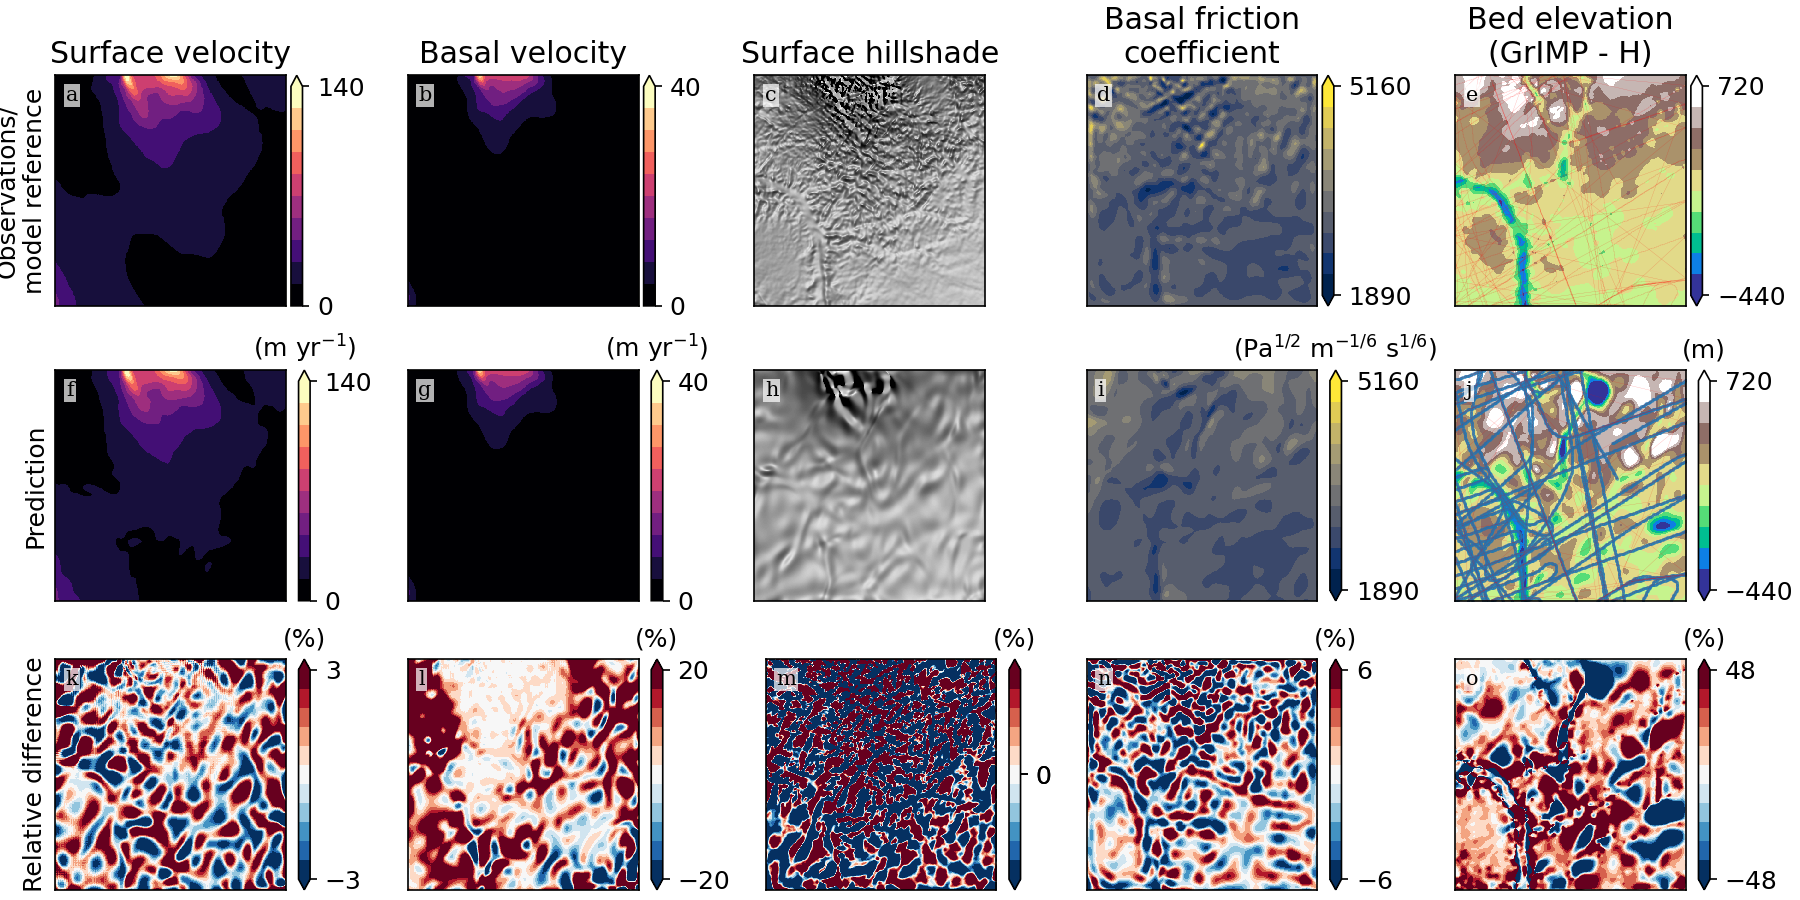 Surface velocity
Basal velocity
Surface hillshade
Basal friction
coefficient
Bed elevation
(GrIMP - H)
Observations/
model reference
a
140
0
b
40
0
c
d
5160
1890
e
720
−440
(m yr−1)
(m yr−1)
(Pa1/2 m−1/6 s1/6)
(m)
Prediction
f
140
0
g
40
0
h
i
5160
1890
j
720
−440
(%)
(%)
(%)
(%)
(%)
Relative difference
k
3
−3
l
20
−20
m
0
n
6
−6
o
48
−48